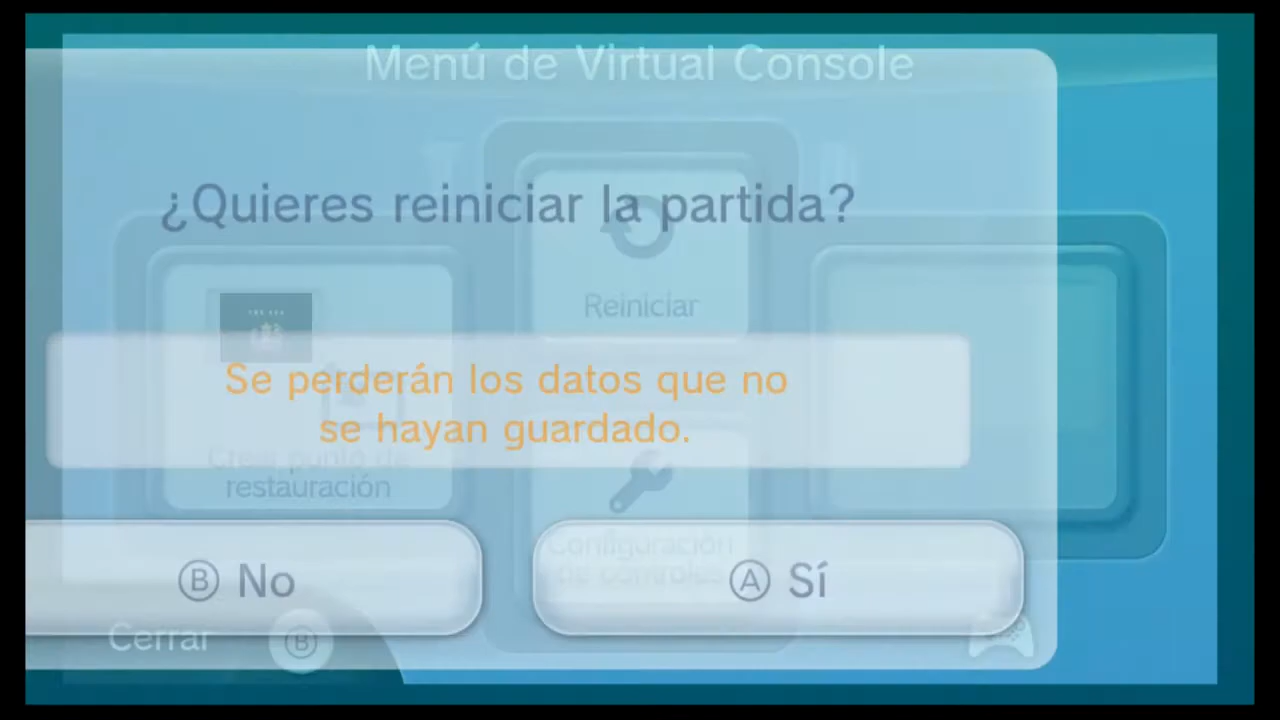 Menú de Virtual Console
¿Quieres reiniciar la partida?
Reiniciar
Se perderán los datos que no
se hayan guardado.
Crear punto de
restauración
Configuración
de controles
B No
A Sí
Cerrar B